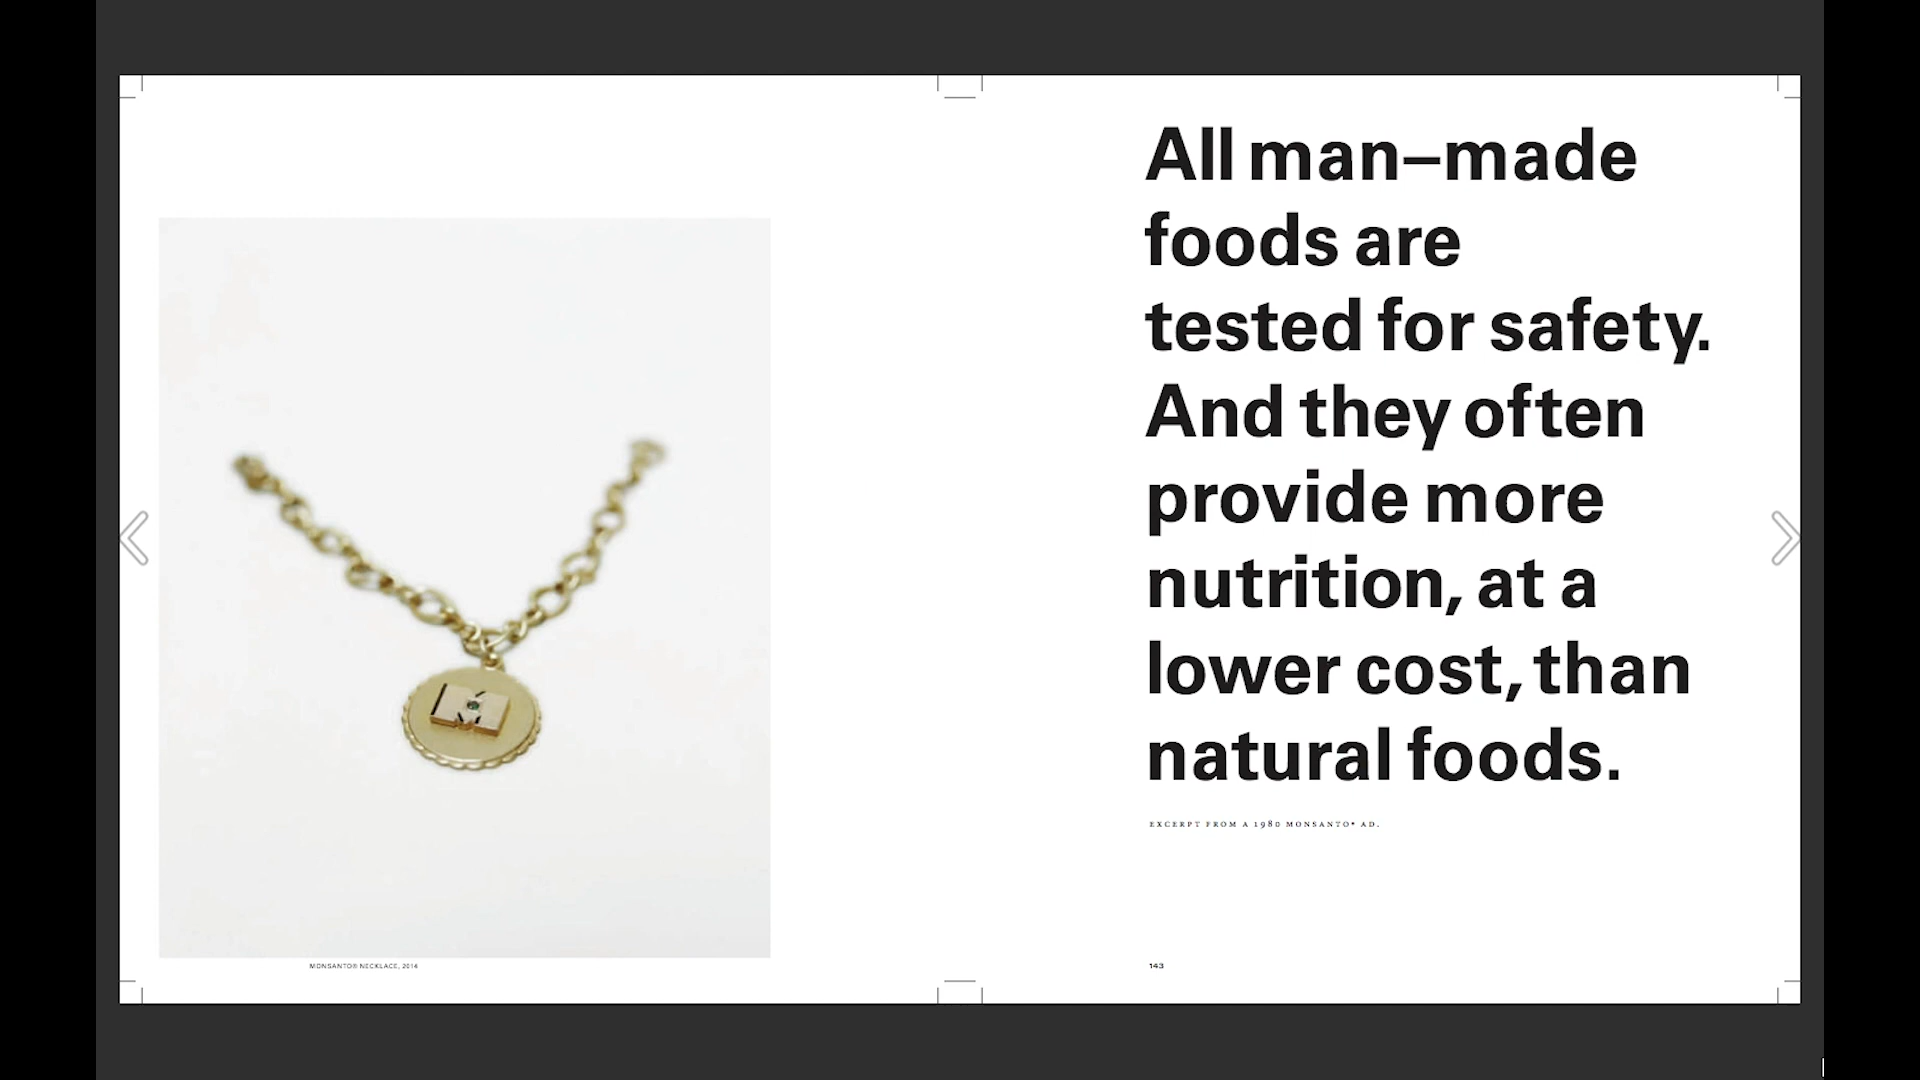 All man–made
foods are
tested for safety.
And they often
provide more
nutrition, at a
lower cost, than
natural foods.
EXCERPT FROM A 1980 MONSANTO® AD.
MONSANTO® NECKLACE, 2014
143